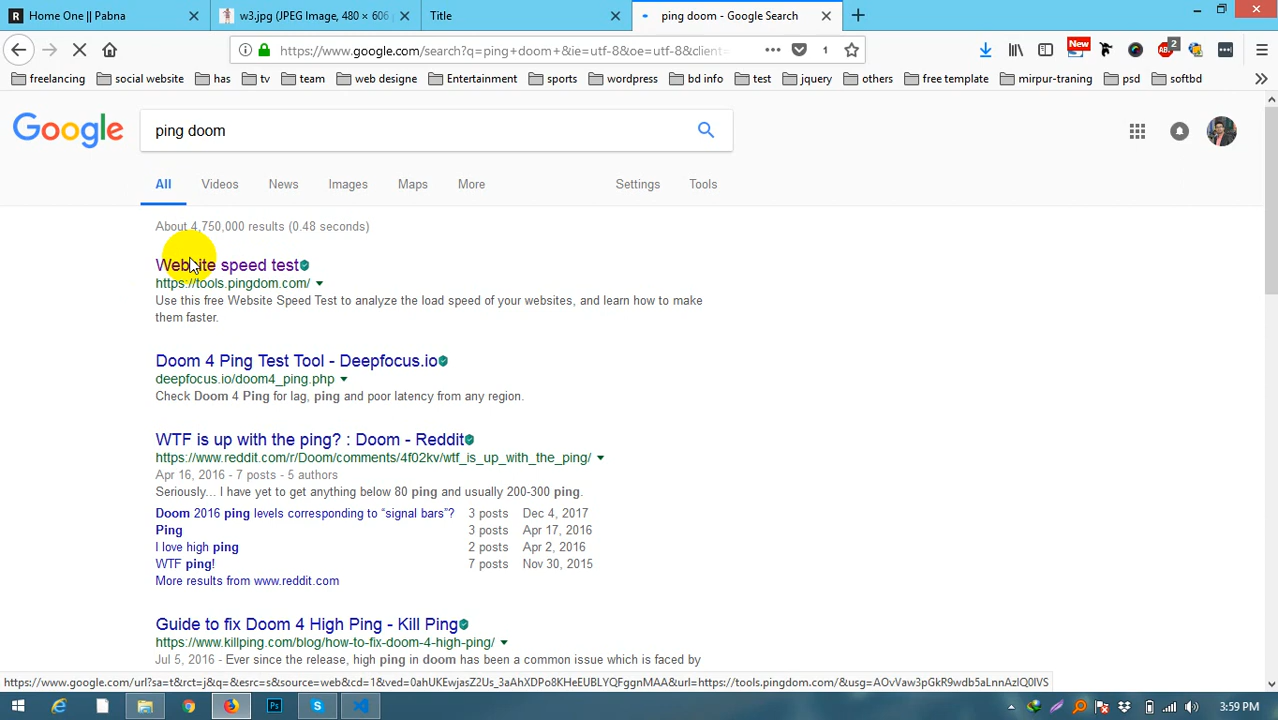 Home One || Pabna
w3.jpg (JPEG Image, 480 × 606 p
Title
ping doom - Google Search
https://www.google.com/search?q=ping+doom+&ie=utf-8&oe=utf-8&client=
1
New
2
freelancing
social website
has
tv
team
web designe
Entertainment
sports
wordpress
bd info
test
jquery
others
free template
mirpur-traning
psd
softbd
Google
ping doom
All
Videos
News
Images
Maps
More
Settings
Tools
About 4,750,000 results (0.48 seconds)
Website speed test
https://tools.pingdom.com/
Use this free Website Speed Test to analyze the load speed of your websites, and learn how to make
them faster.
Doom 4 Ping Test Tool - Deepfocus.io
deepfocus.io/doom4_ping.php
Check Doom 4 Ping for lag, ping and poor latency from any region.
WTF is up with the ping? : Doom - Reddit
https://www.reddit.com/r/Doom/comments/4f02kv/wtf_is_up_with_the_ping/
Apr 16, 2016 - 7 posts - 5 authors
Seriously... I have yet to get anything below 80 ping and usually 200-300 ping.
Doom 2016 ping levels corresponding to “signal bars”? 3 posts Dec 4, 2017
Ping 3 posts Apr 17, 2016
I love high ping 2 posts Apr 2, 2016
WTF ping! 7 posts Nov 30, 2015
More results from www.reddit.com
Guide to fix Doom 4 High Ping - Kill Ping
https://www.killping.com/blog/how-to-fix-doom-4-high-ping/
Jul 5, 2016 - Ever since the release, high ping in doom has been a common issue which is faced by
https://www.google.com/url?sa=t&rct=j&q=&esrc=s&source=web&cd=1&ved=0ahUKEwjasZ2Us_3aAhXDPo8KHeEUBLYQFggnMAA&url=https://tools.pingdom.com/&usg=AOvVaw3pGkR9wdb5aLnnAzlQ0IVS
3:59 PM